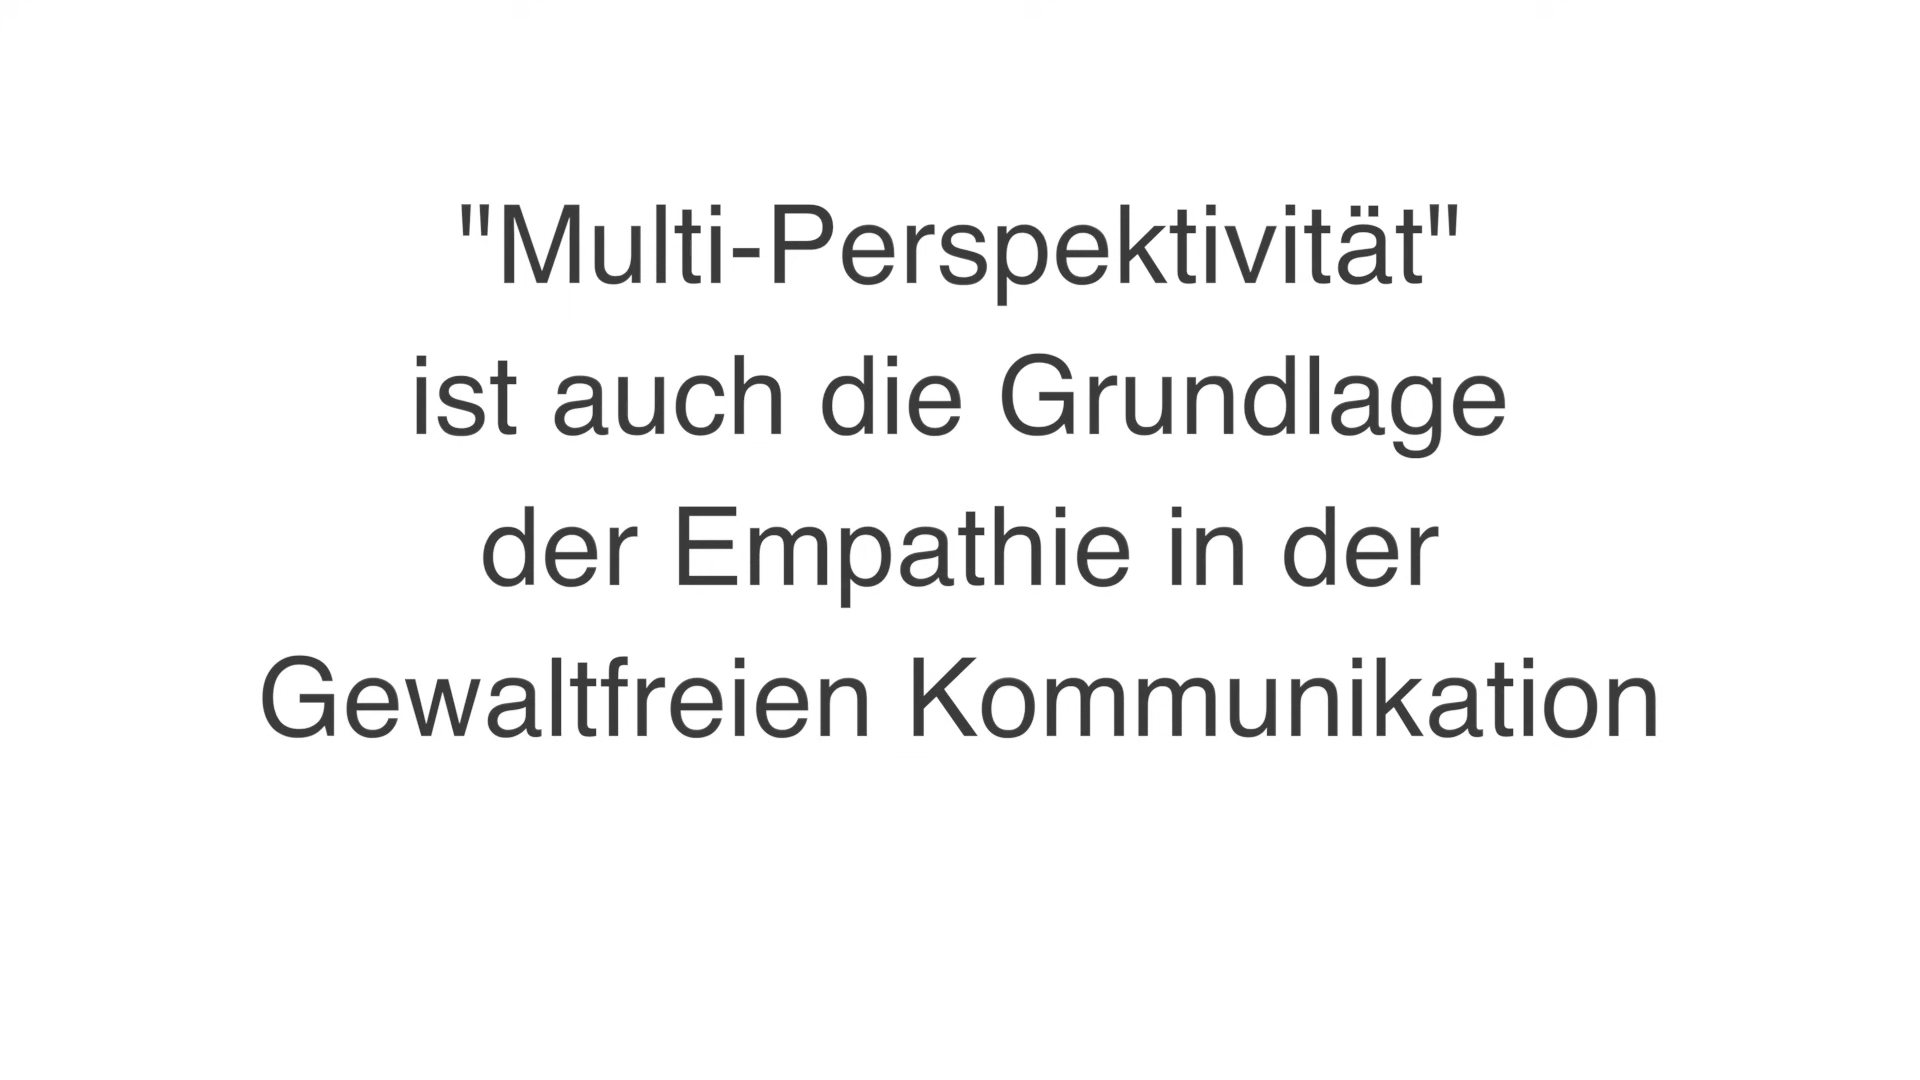 "Multi-Perspektivität"
ist auch die Grundlage
der Empathie in der
Gewaltfreien Kommunikation